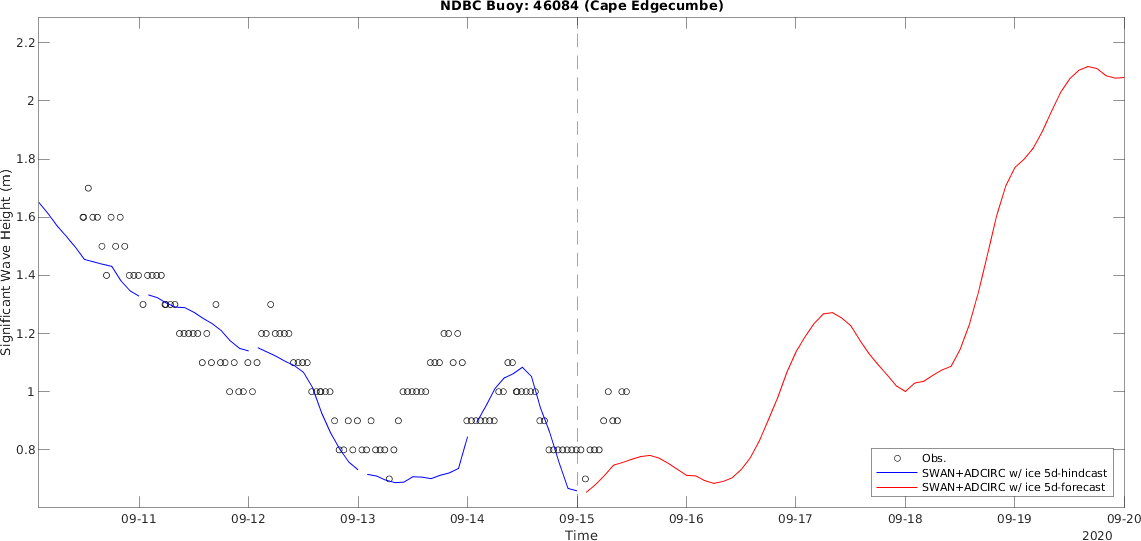 NDBC Buoy: 46084 (Cape Edgecumbe)
Significant Wave Height (m)
2.2
2
1.8
1.6
1.4
1.2
1
0.8
Obs.
SWAN+ADCIRC w/ ice 5d-hindcast
SWAN+ADCIRC w/ ice 5d-forecast
09-11 09-12 09-13 09-14 09-15 09-16 09-17 09-18 09-19 09-20
Time
2020